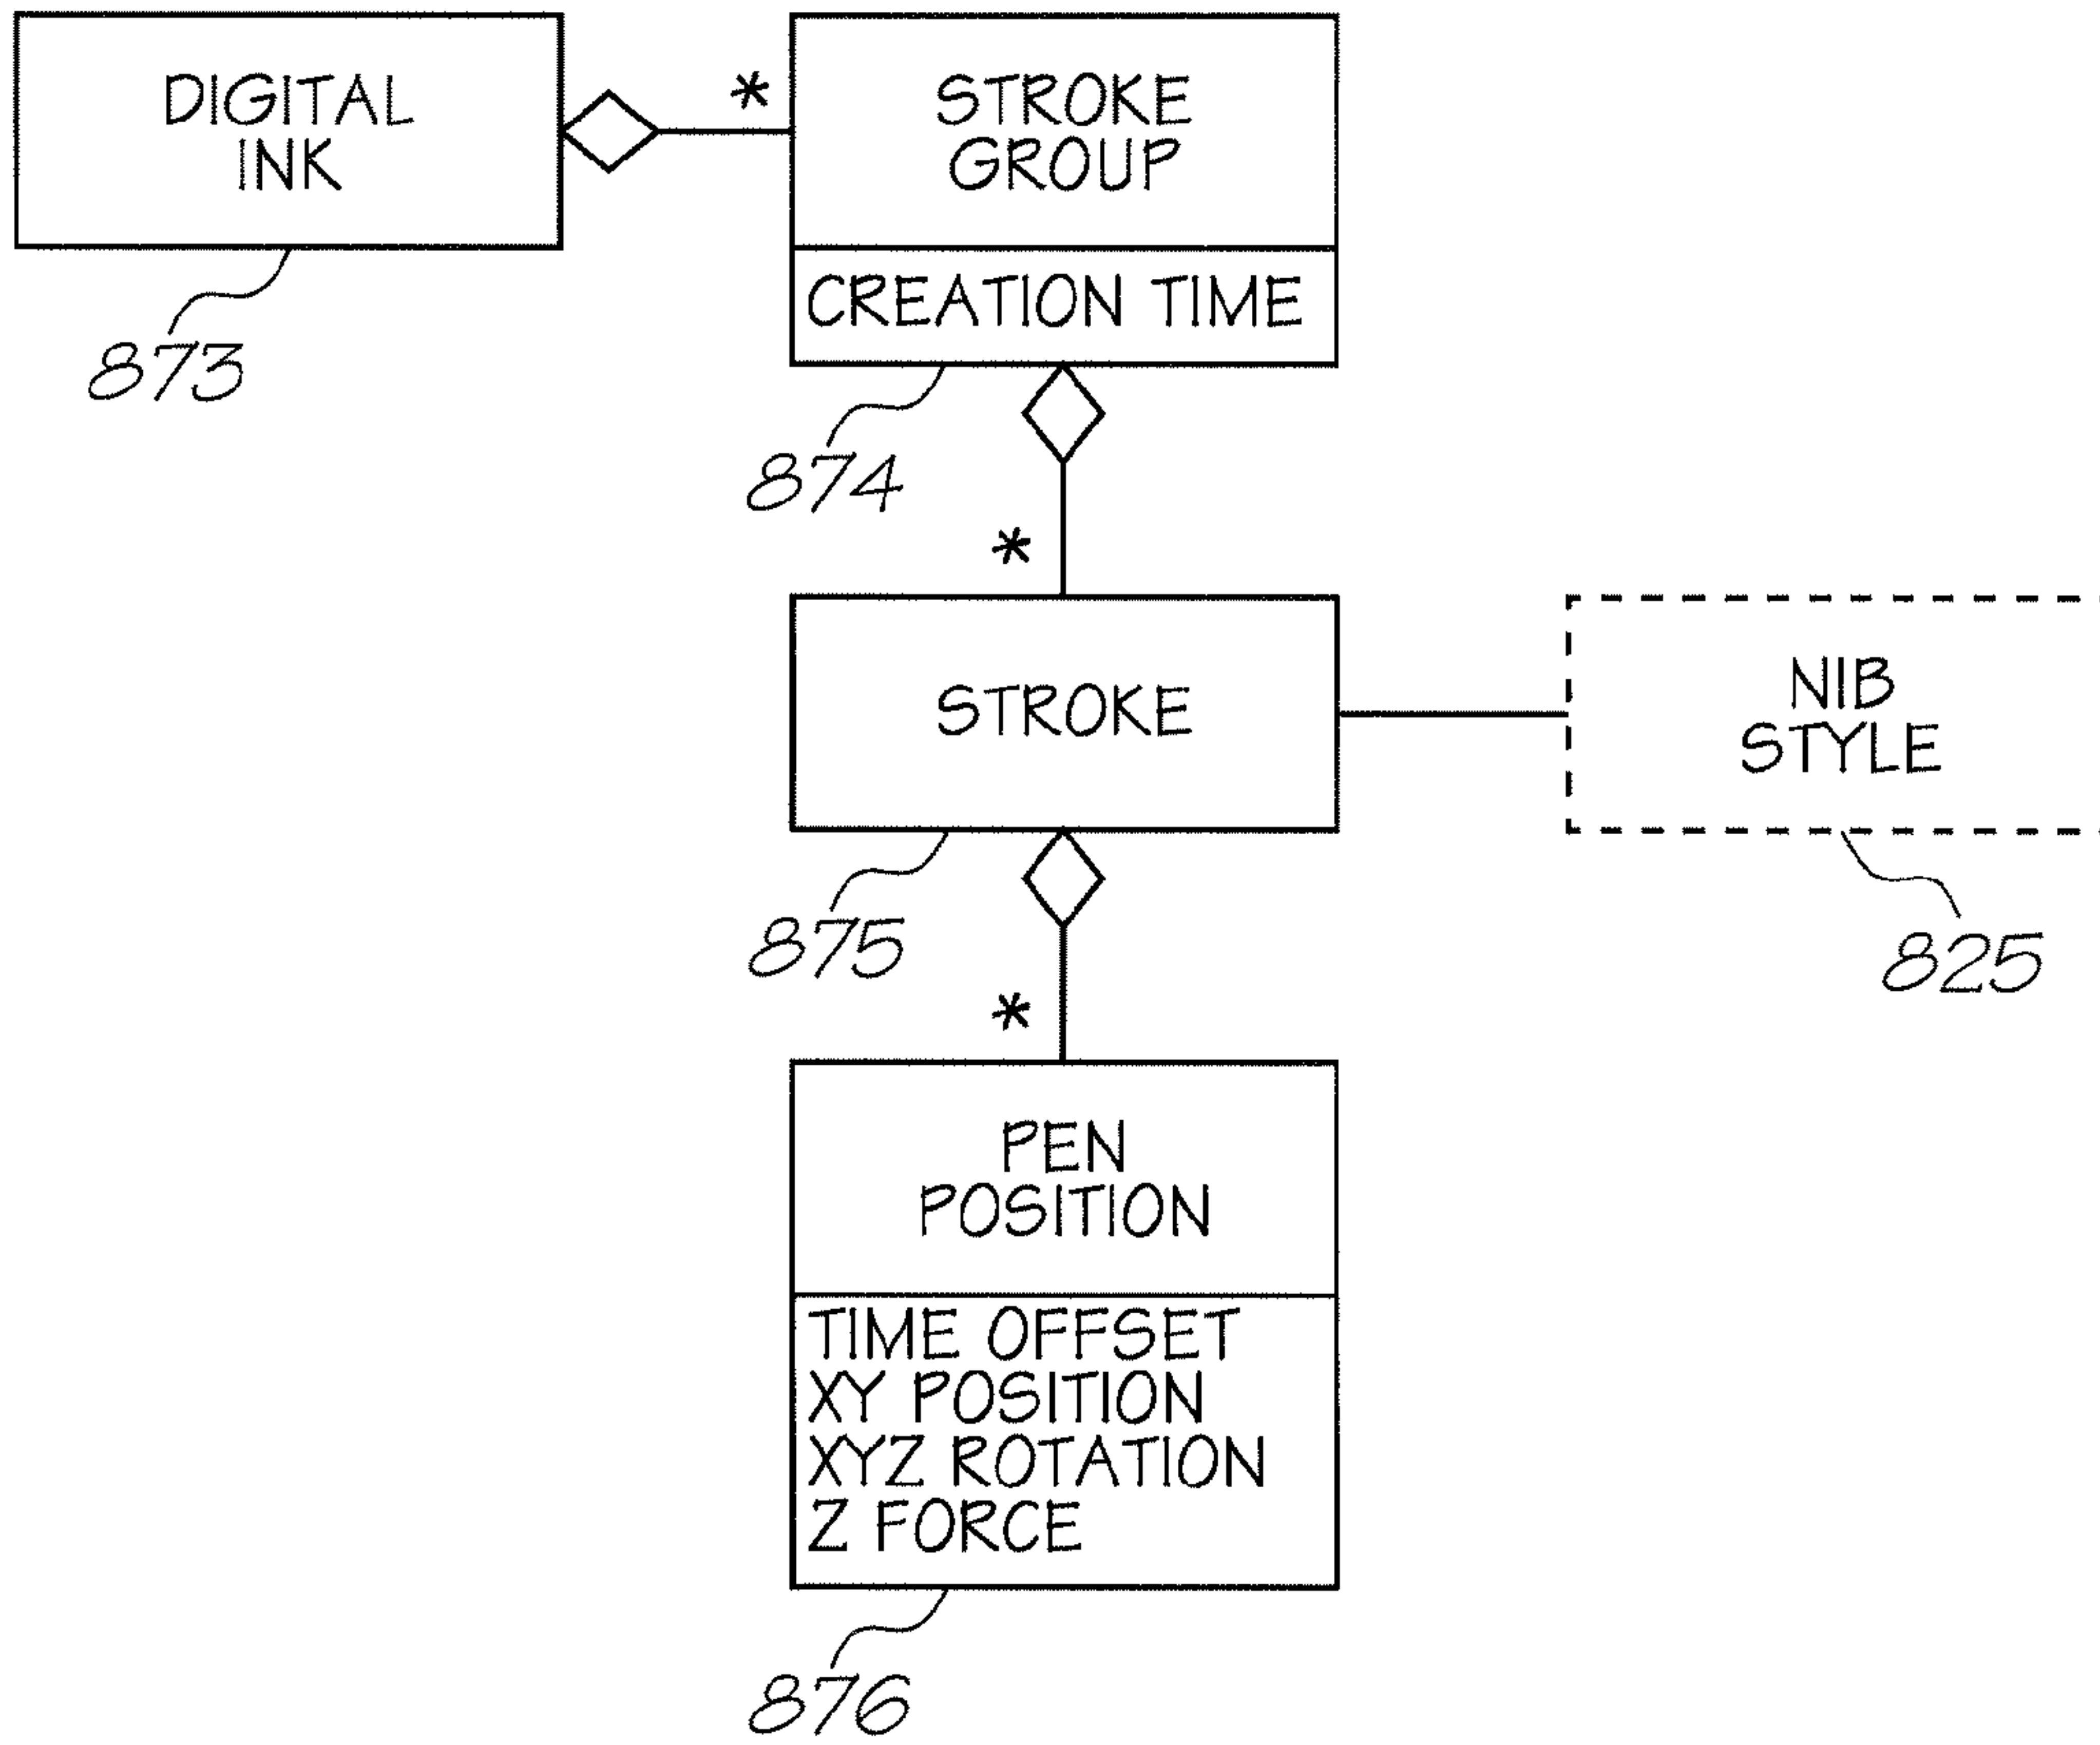 DIGITAL
INK
*
STROKE
GROUP
CREATION TIME
873
874
*
STROKE
NIB
STYLE
875
825
*
PEN
POSITION
TIME OFFSET
XY POSITION
XYZ ROTATION
Z FORCE
876